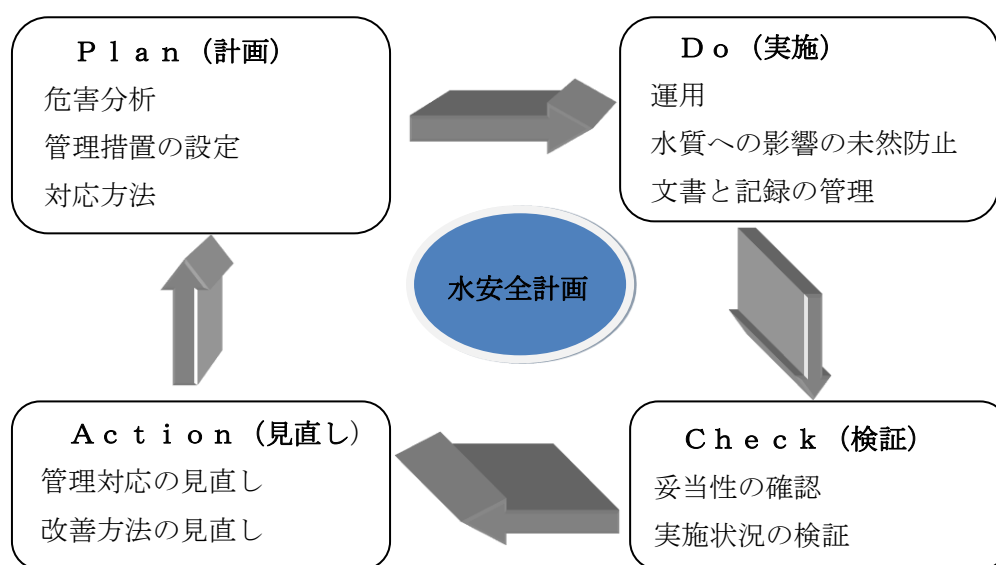 Ｐｌａｎ（計画）
危害分析
管理措置の設定
対応方法
Ｄｏ（実施）
運用
水質への影響の未然防止
文書と記録の管理
水安全計画
Ａｃｔｉｏｎ（見直し）
管理対応の見直し
改善方法の見直し
Ｃｈｅｃｋ（検証）
妥当性の確認
実施状況の検証